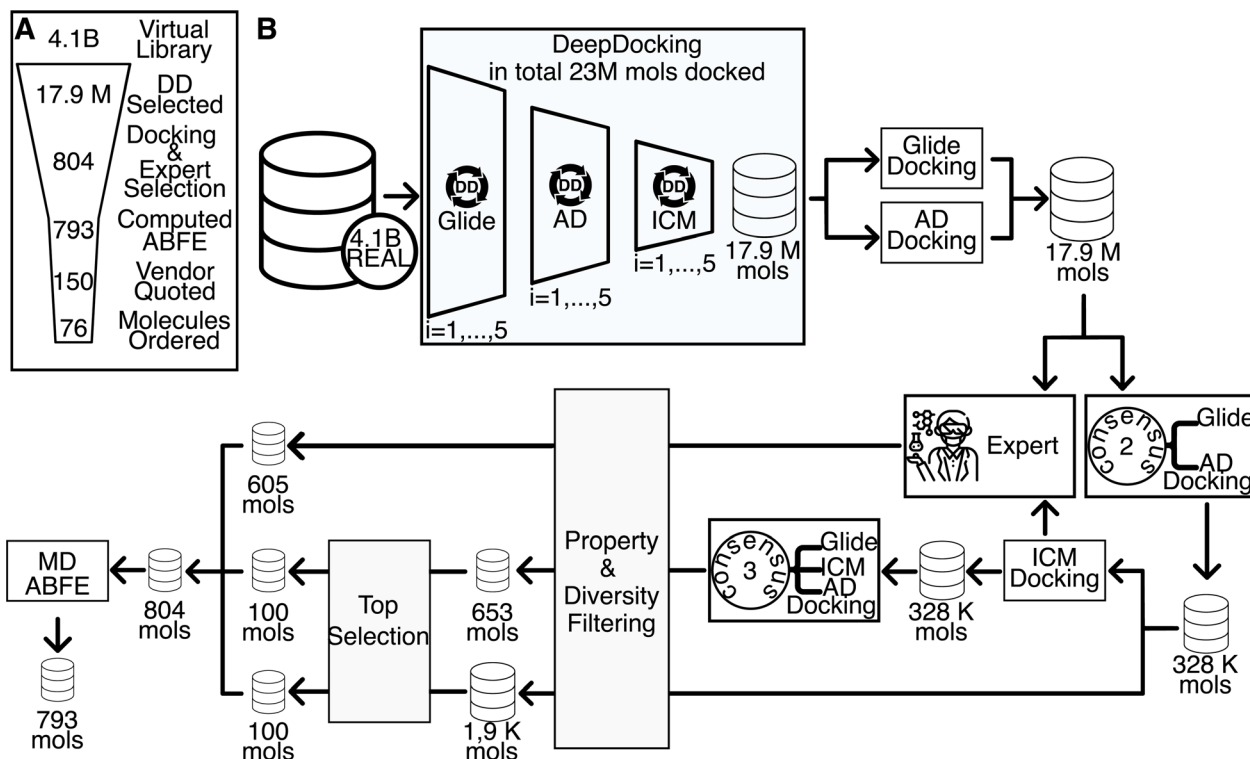 A
4.1B
Virtual
Library
17.9 M
DD
Selected
804
Docking
&
Expert
Selection
793
Computed
ABFE
150
Vendor
Quoted
76
Molecules
Ordered
B
4.1B
REAL
DeepDocking
in total 23M mols docked
DD
Glide
i=1,...,5
DD
AD
i=1,...,5
DD
ICM
i=1,...,5
17.9 M
mols
Glide
Docking
AD
Docking
17.9 M
mols
Expert
consensus
2
Glide
AD
Docking
328 K
mols
ICM
Docking
328 K
mols
consensus
3
Glide
ICM
AD
Docking
Property
&
Diversity
Filtering
605
mols
653
mols
1,9 K
mols
Top
Selection
100
mols
100
mols
804
mols
MD
ABFE
793
mols